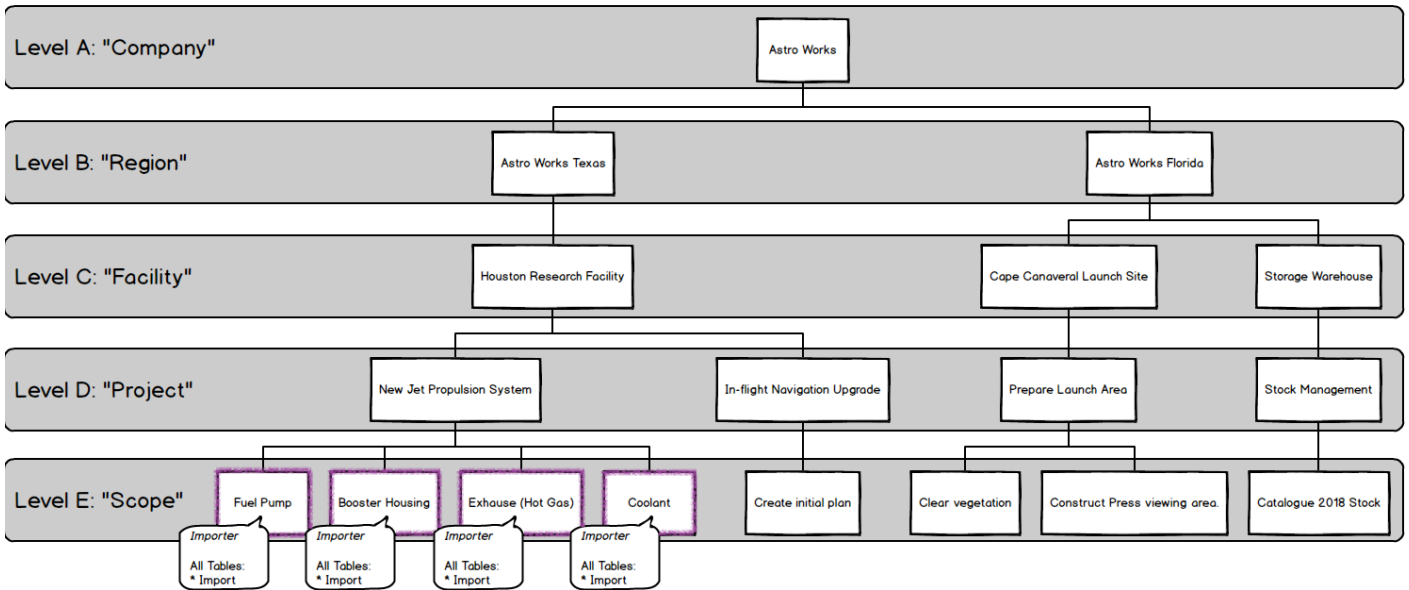 Level A: "Company"
Astro Works
Level B: "Region"
Astro Works Texas
Astro Works Florida
Level C: "Facility"
Houston Research Facility
Cape Canaveral Launch Site
Storage Warehouse
Level D: "Project"
New Jet Propulsion System
In-flight Navigation Upgrade
Prepare Launch Area
Stock Management
Level E: "Scope"
Fuel Pump
Booster Housing
Exhause (Hot Gas)
Coolant
Create initial plan
Clear vegetation
Construct Press viewing area.
Catalogue 2018 Stock
Importer
All Tables:
* Import
Importer
All Tables:
* Import
Importer
All Tables:
* Import
Importer
All Tables:
* Import